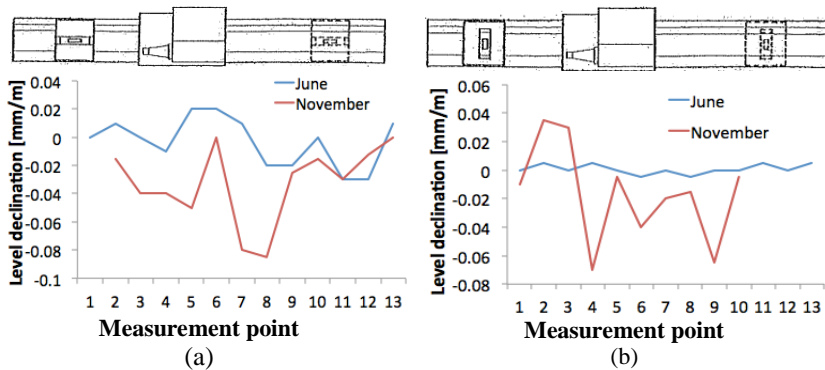 Level declination [mm/m]
0.04
0.02
0
-0.02
-0.04
-0.06
-0.08
-0.1
June
November
1 2 3 4 5 6 7 8 9 10 11 12 13
Measurement point
(a)
Level declination [mm/m]
0.06
0.04
0.02
0
-0.02
-0.04
-0.06
-0.08
June
November
1 2 3 4 5 6 7 8 9 10 11 12 13
Measurement point
(b)